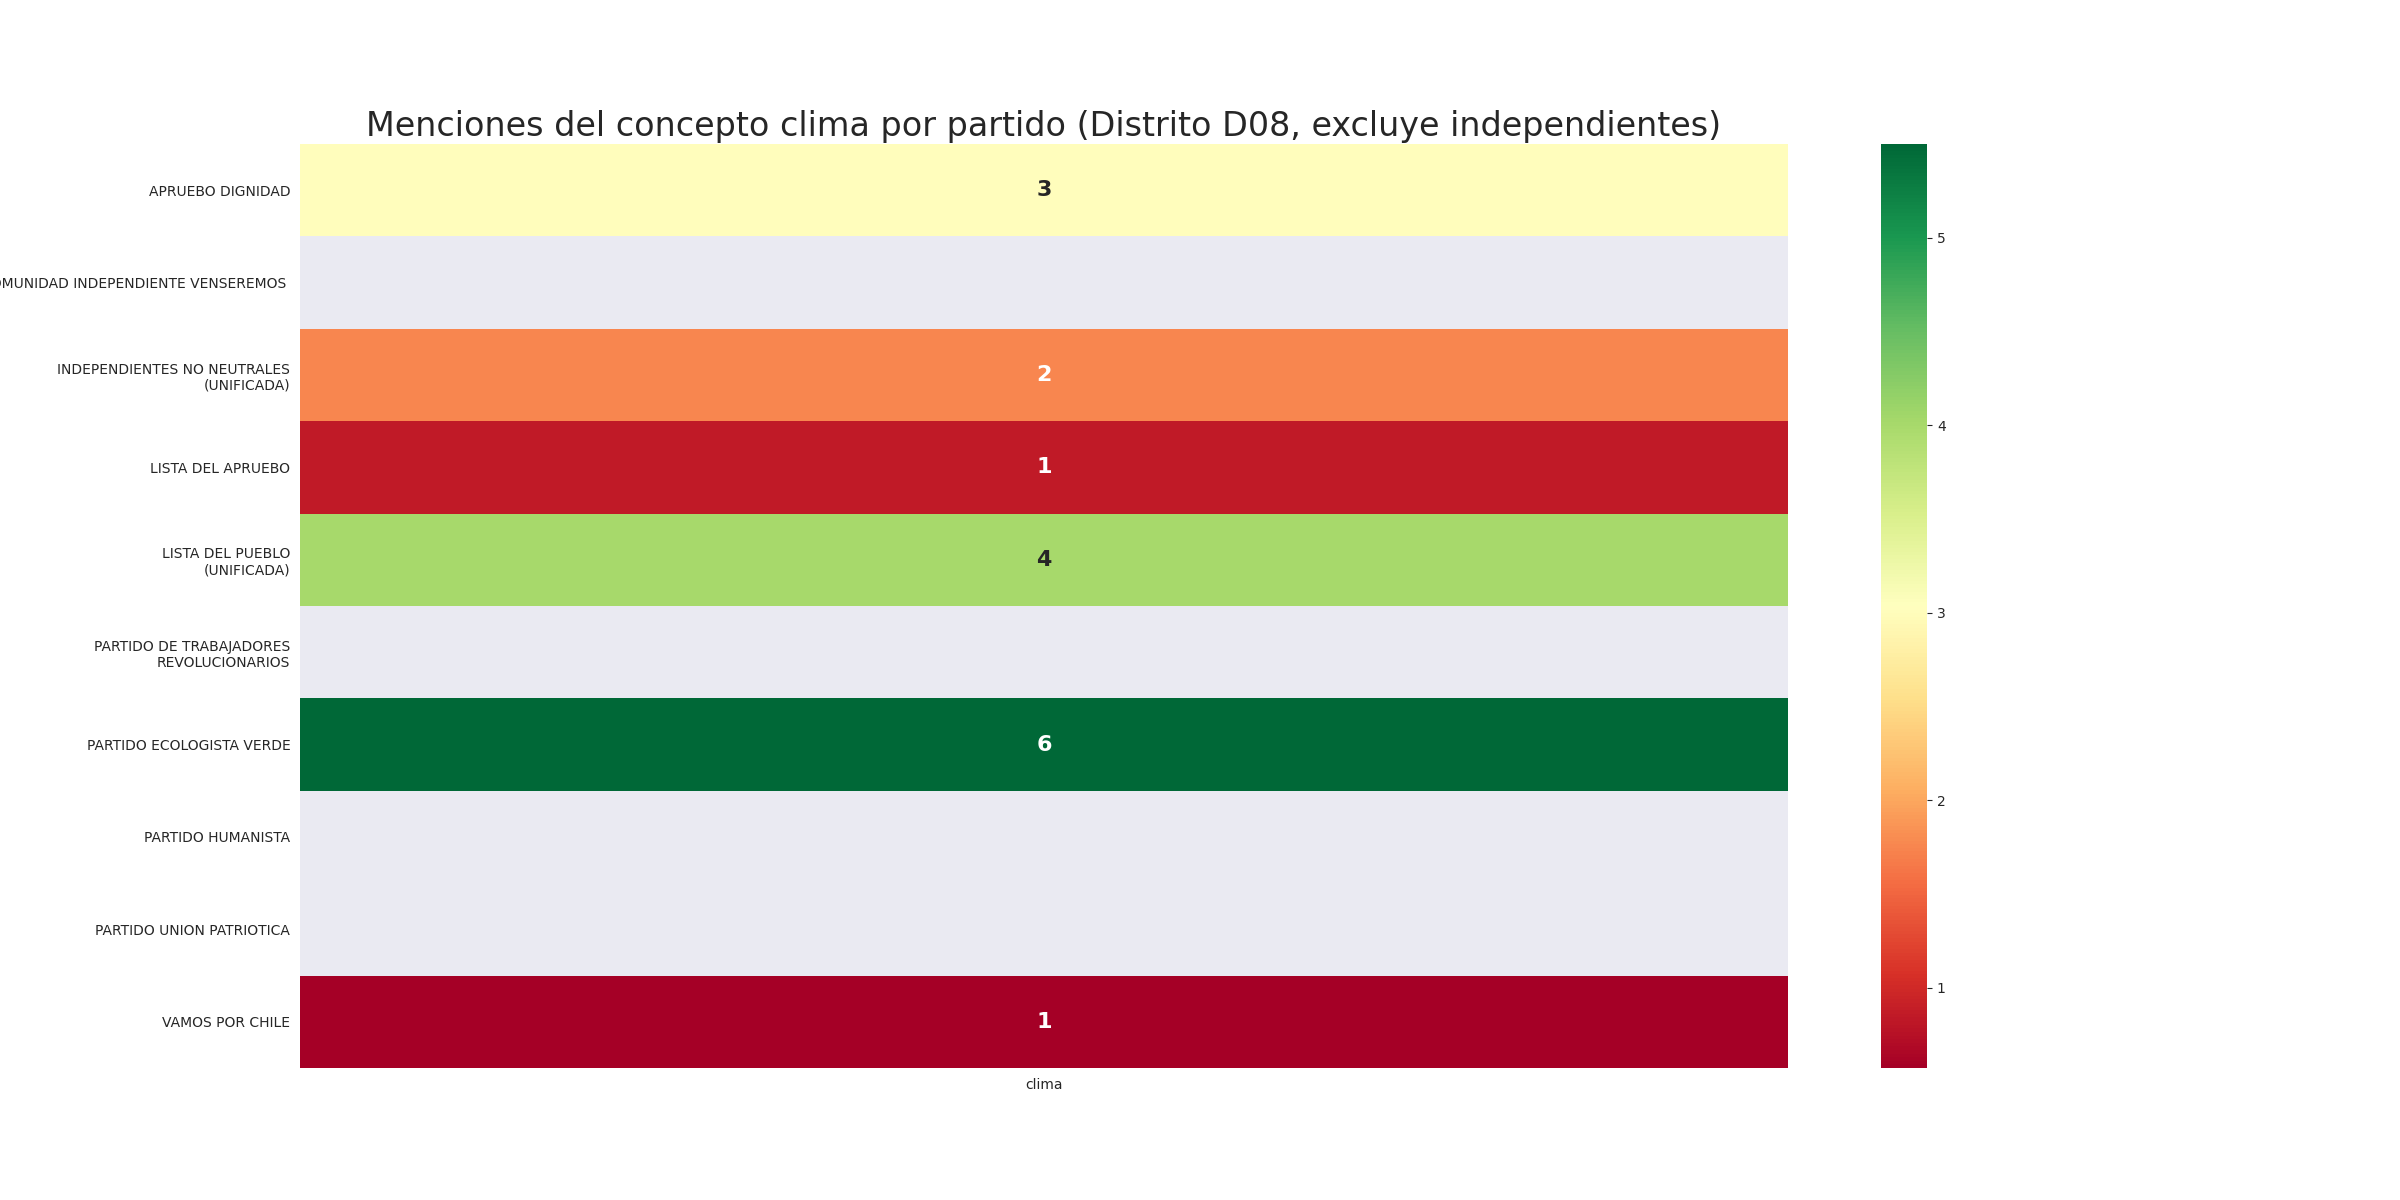 Menciones del concepto clima por partido (Distrito D08, excluye independientes)
APRUEBO DIGNIDAD
3
INDEPENDIENTE VENSEREMOS
INDEPENDIENTES NO NEUTRALES
(UNIFICADA)
2
LISTA DEL APRUEBO
1
LISTA DEL PUEBLO
(UNIFICADA)
4
PARTIDO DE TRABAJADORES
REVOLUCIONARIOS
PARTIDO ECOLOGISTA VERDE
6
PARTIDO HUMANISTA
PARTIDO UNION PATRIOTICA
VAMOS POR CHILE
1
clima
5
4
3
2
1